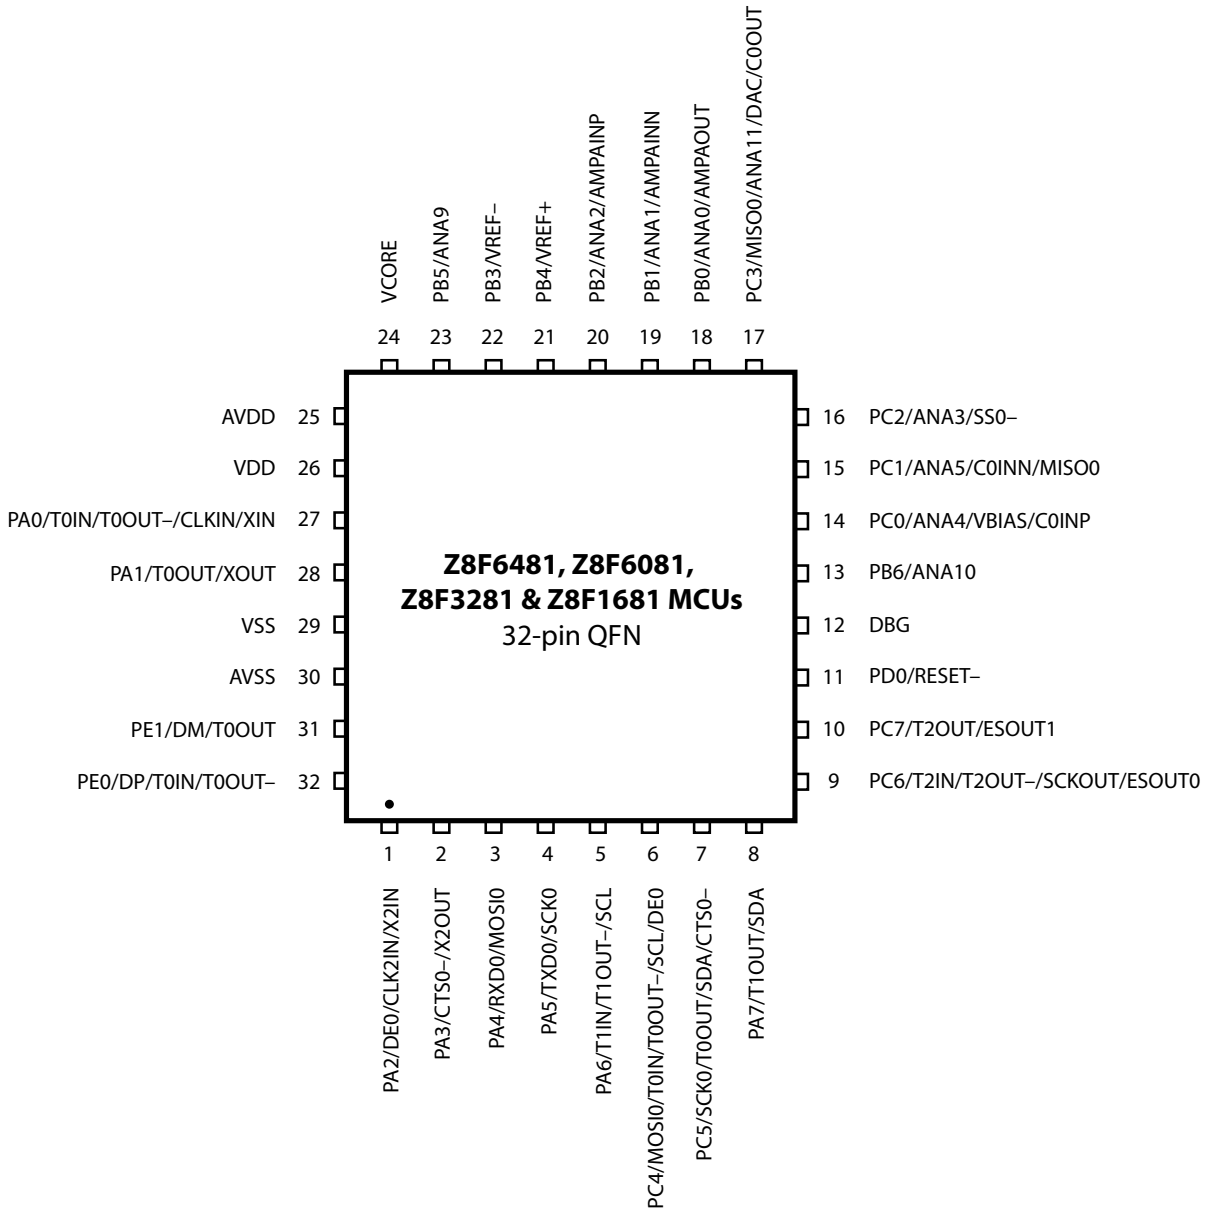 VCORE
PB5/ANA9
PB3/VREF–
PB4/VREF+
PB2/ANA2/AMPAINP
PB1/ANA1/AMPAINN
PB0/ANA0/AMPAOUT
PC3/MISO0/ANA11/DAC/C0OUT
24 23 22 21 20 19 18 17
AVDD 25
VDD 26
PA0/T0IN/T0OUT–/CLKIN/XIN 27
PA1/T0OUT/XOUT 28
VSS 29
AVSS 30
PE1/DM/T0OUT 31
PE0/DP/T0IN/T0OUT– 32
Z8F6481, Z8F6081,
Z8F3281 & Z8F1681 MCUs
32-pin QFN
16 PC2/ANA3/SS0–
15 PC1/ANA5/C0INN/MISO0
14 PC0/ANA4/VBIAS/C0INP
13 PB6/ANA10
12 DBG
11 PD0/RESET–
10 PC7/T2OUT/ESOUT1
9 PC6/T2IN/T2OUT–/SCKOUT/ESOUT0
1 2 3 4 5 6 7 8
PA2/DE0/CLK2IN/X2IN
PA3/CTS0–/X2OUT
PA4/RXD0/MOSI0
PA5/TXD0/SCK0
PA6/T1IN/T1OUT–/SCL
PC4/MOSI0/T0IN/T0OUT–/SCL/DE0
PC5/SCK0/T0OUT/SDA/CTS0–
PA7/T1OUT/SDA